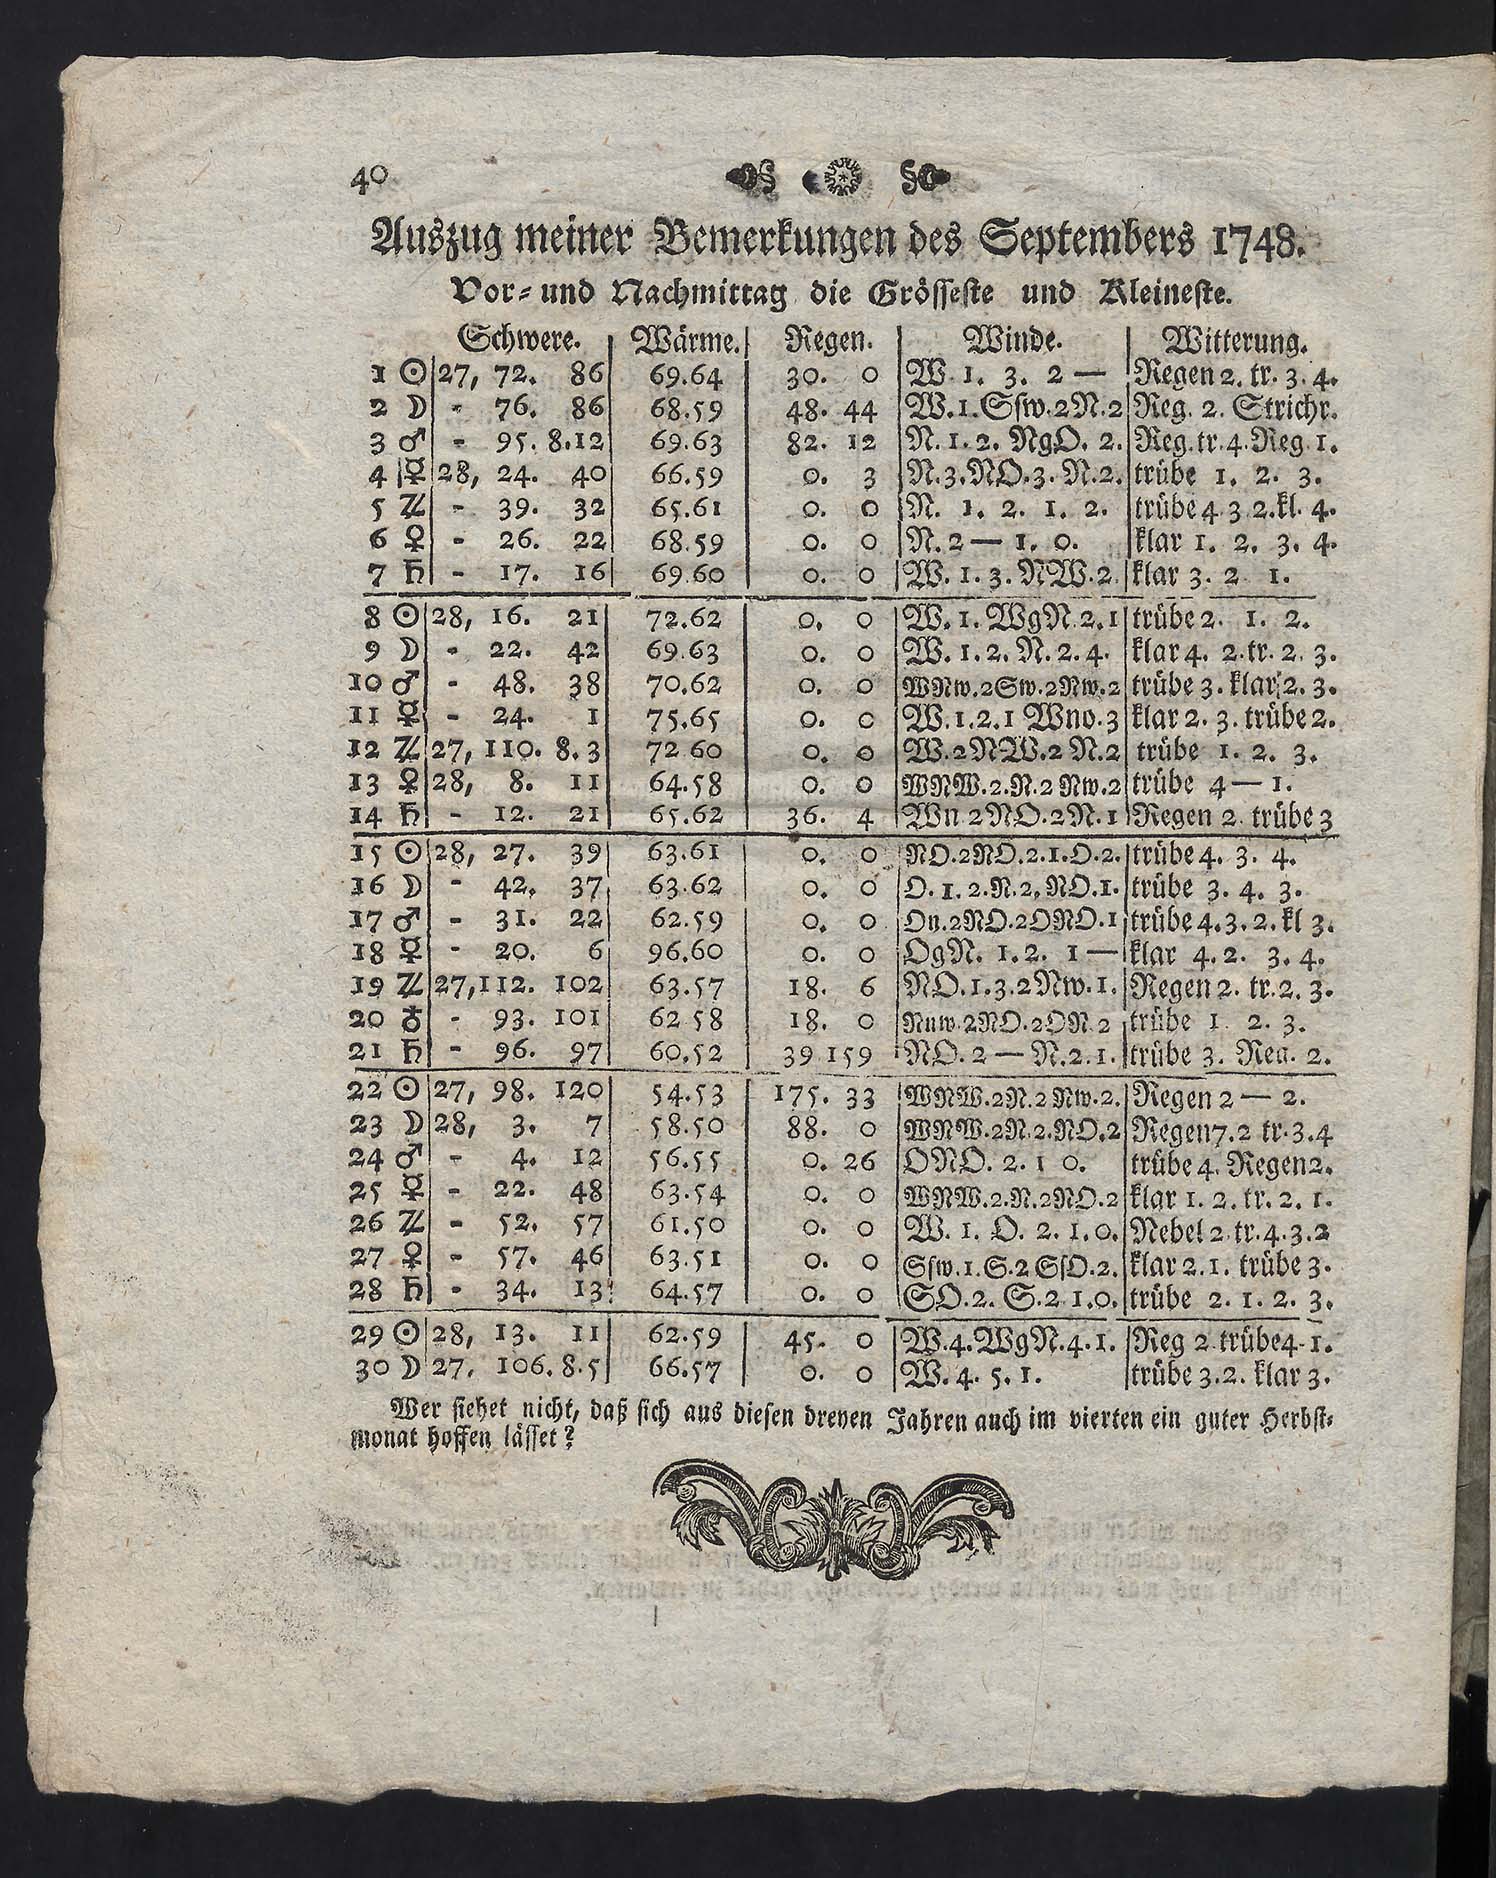 40
Auszug meiner Bemerkungen des Septembers 1748.
Vor- und Nachmittag die Grösseste und Kleineste.
Schwere. Wärme. Regen. Winde. Witterung.
1 ☉ 27, 72. 86 69.64 30. 0 W. 1. 3. 2 — Regen 2. tr. 3. 4.
2 ☽ - 76. 86 68.59 48. 44 W. 1. Ssw. 2 N. 2 Reg. 2. Strichr.
3 ♂ - 95. 8.12 69.63 82. 12 N. 1. 2. NgO. 2. Reg. tr. 4. Reg. 1.
4 ☿ 28, 24. 40 66.59 0. 3 N. 3. NO. 3. N. 2. trübe 1. 2. 3.
5 ♃ - 39. 32 65.61 0. 0 N. 1. 2. 1. 2. trübe 4 3 2. kl. 4.
6 ♀ - 26. 22 68.59 0. 0 N. 2 — 1. 0. klar 1. 2. 3. 4.
7 ♄ - 17. 16 69.60 0. 0 W. 1. 3. NW. 2. klar 3. 2 1.
8 ☉ 28, 16. 21 72.62 0. 0 W. 1. WgN. 2. 1 trübe 2. 1. 2.
9 ☽ - 22. 42 69.63 0. 0 W. 1. 2. N. 2. 4. klar 4. 2. tr. 2. 3.
10 ♂ - 48. 38 70.62 0. 0 WNw. 2 Sw. 2 Nw. 2 trübe 3. klar 2. 3.
11 ☿ - 24. 1 75.65 0. 0 W. 1. 2. 1 Wno. 3 klar 2. 3. trübe 2.
12 ♃ 27, 110. 8.3 72 60 0. 0 W. 2 NW. 2 N. 2 trübe 1. 2. 3.
13 ♀ 28, 8. 11 64.58 0. 0 WNW. 2. N. 2 Nw. 2 trübe 4 — 1.
14 ♄ - 12. 21 65.62 36. 4 Wn 2 NO. 2 N. 1 Regen 2. trübe 3
15 ☉ 28, 27. 39 63.61 0. 0 NO. 2 NO. 2. 1. O. 2. trübe 4. 3. 4.
16 ☽ - 42. 37 63.62 0. 0 O. 1. 2. N. 2. NO. 1. trübe 3. 4. 3.
17 ♂ - 31. 22 62.59 0. 0 On. 2 NO. 2 ONO. 1 trübe 4. 3. 2. kl 3.
18 ☿ - 20. 6 96.60 0. 0 OgN. 1. 2. 1 — klar 4. 2. 3. 4.
19 ♃ 27, 112. 102 63.57 18. 6 NO. 1. 3. 2 Nw. 1. Regen 2. tr. 2. 3.
20 ♁ - 93. 101 62 58 18. 0 Nnw. 2 NO. 2 ON. 2 trübe 1 2. 3.
21 ♄ - 96. 97 60.52 39 159 NO. 2 — N. 2. 1. trübe 3. Reg. 2.
22 ☉ 27, 98. 120 54.53 175. 33 WNW. 2 N. 2 Nw. 2. Regen 2 — 2.
23 ☽ 28, 3. 7 58.50 88. 0 WNW. 2 N. 2. NO. 2 Regen 7. 2 tr. 3. 4
24 ♂ - 4. 12 56.55 0. 26 ONO. 2. 1 0. trübe 4. Regen 2.
25 ☿ - 22. 48 63.54 0. 0 WNW. 2. N. 2 NO. 2 klar 1. 2. tr. 2. 1.
26 ♃ - 52. 57 61.50 0. 0 W. 1. O. 2. 1. 0. Nebel 2. tr. 4. 3. 2
27 ♀ - 57. 46 63.51 0. 0 Ssw. 1. S. 2 SsO. 2. klar 2. 1. trübe 3.
28 ♄ - 34. 13 64.57 0. 0 SO. 2. S. 2 1. 0. trübe 2. 1. 2. 3.
29 ☉ 28, 13. 11 62.59 45. 0 W. 4. WgN. 4. 1. Reg 2. trübe 4. 1.
30 ☽ 27, 106. 8.5 66.57 0. 0 W. 4. 5. 1. trübe 3. 2. klar 3.
Wer siehet nicht, daß sich aus diesen dreyen Jahren auch im vierten ein guter Herbst-
monat hoffen lässet?